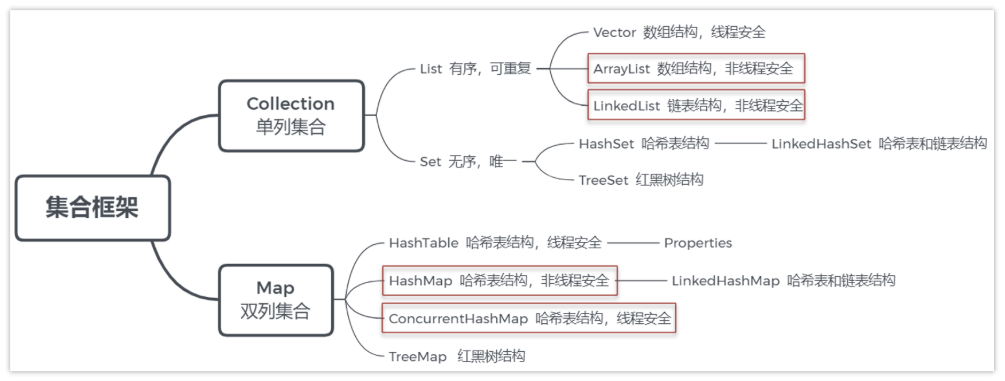 集合框架
Collection
单列集合
List 有序，可重复
Vector 数组结构，线程安全
ArrayList 数组结构，非线程安全
LinkedList 链表结构，非线程安全
Set 无序，唯一
HashSet 哈希表结构
LinkedHashSet 哈希表和链表结构
TreeSet 红黑树结构
Map
双列集合
HashTable 哈希表结构，线程安全
Properties
HashMap 哈希表结构，非线程安全
LinkedHashMap 哈希表和链表结构
ConcurrentHashMap 哈希表结构，线程安全
TreeMap 红黑树结构